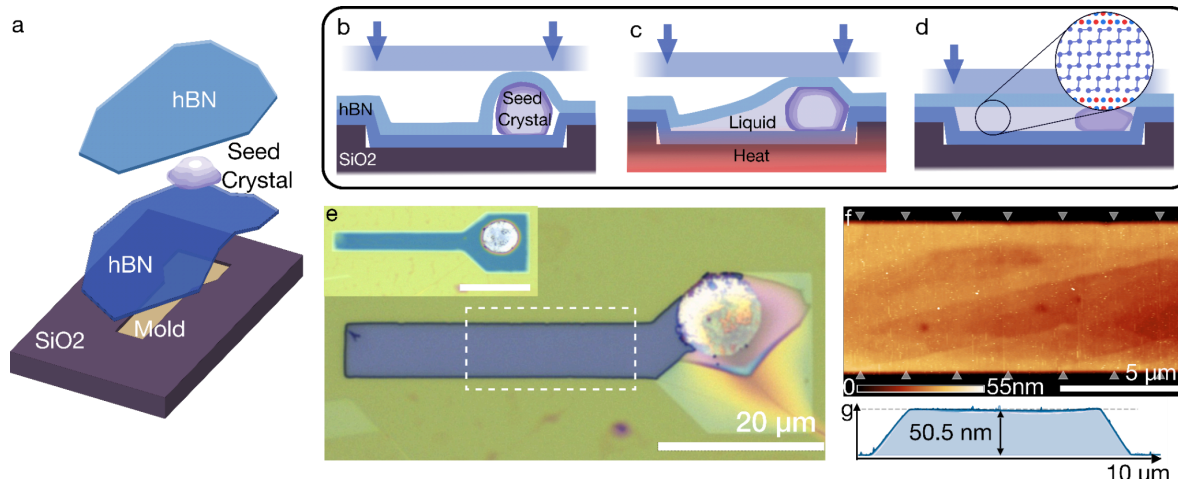 a
hBN
Seed
Crystal
hBN
Mold
SiO2
b
hBN
Seed
Crystal
SiO2
c
Liquid
Heat
d
e
20 μm
f
0
55nm
5 μm
g
50.5 nm
10 μm